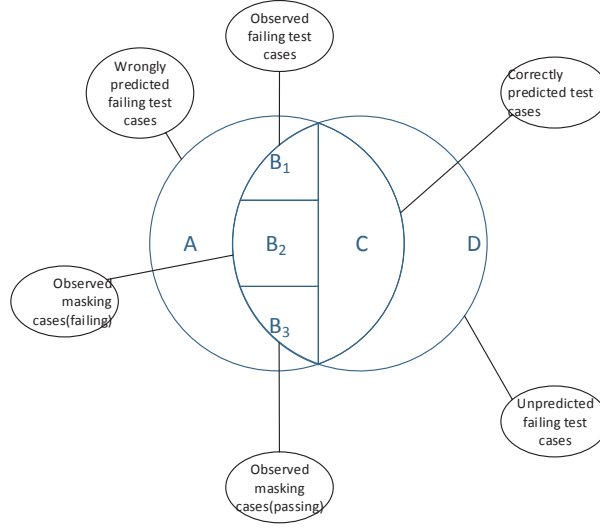 Observed
failing test
cases
Wrongly
predicted
failing test
cases
Correctly
predicted test
cases
B1
A
B2
C
D
Observed
masking
cases(failing)
B3
Unpredicted
failing test
cases
Observed
masking
cases(passing)